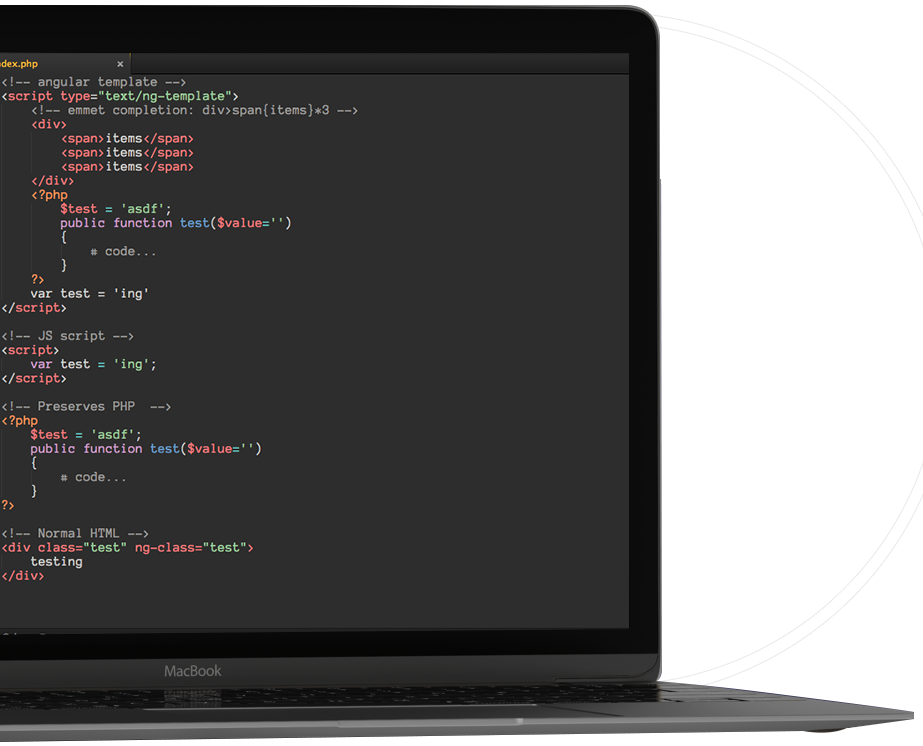 ndex.php x
<!-- angular template -->
<script type="text/ng-template">
<!-- emmet completion: div>span{items}*3 -->
<div>
<span>items</span>
<span>items</span>
<span>items</span>
</div>
<?php
$test = 'asdf';
public function test($value='')
{
# code...
}
?>
var test = 'ing'
</script>
<!-- JS script -->
<script>
var test = 'ing';
</script>
<!-- Preserves PHP -->
<?php
$test = 'asdf';
public function test($value='')
{
# code...
}
?>
<!-- Normal HTML -->
<div class="test" ng-class="test">
testing
</div>
MacBook